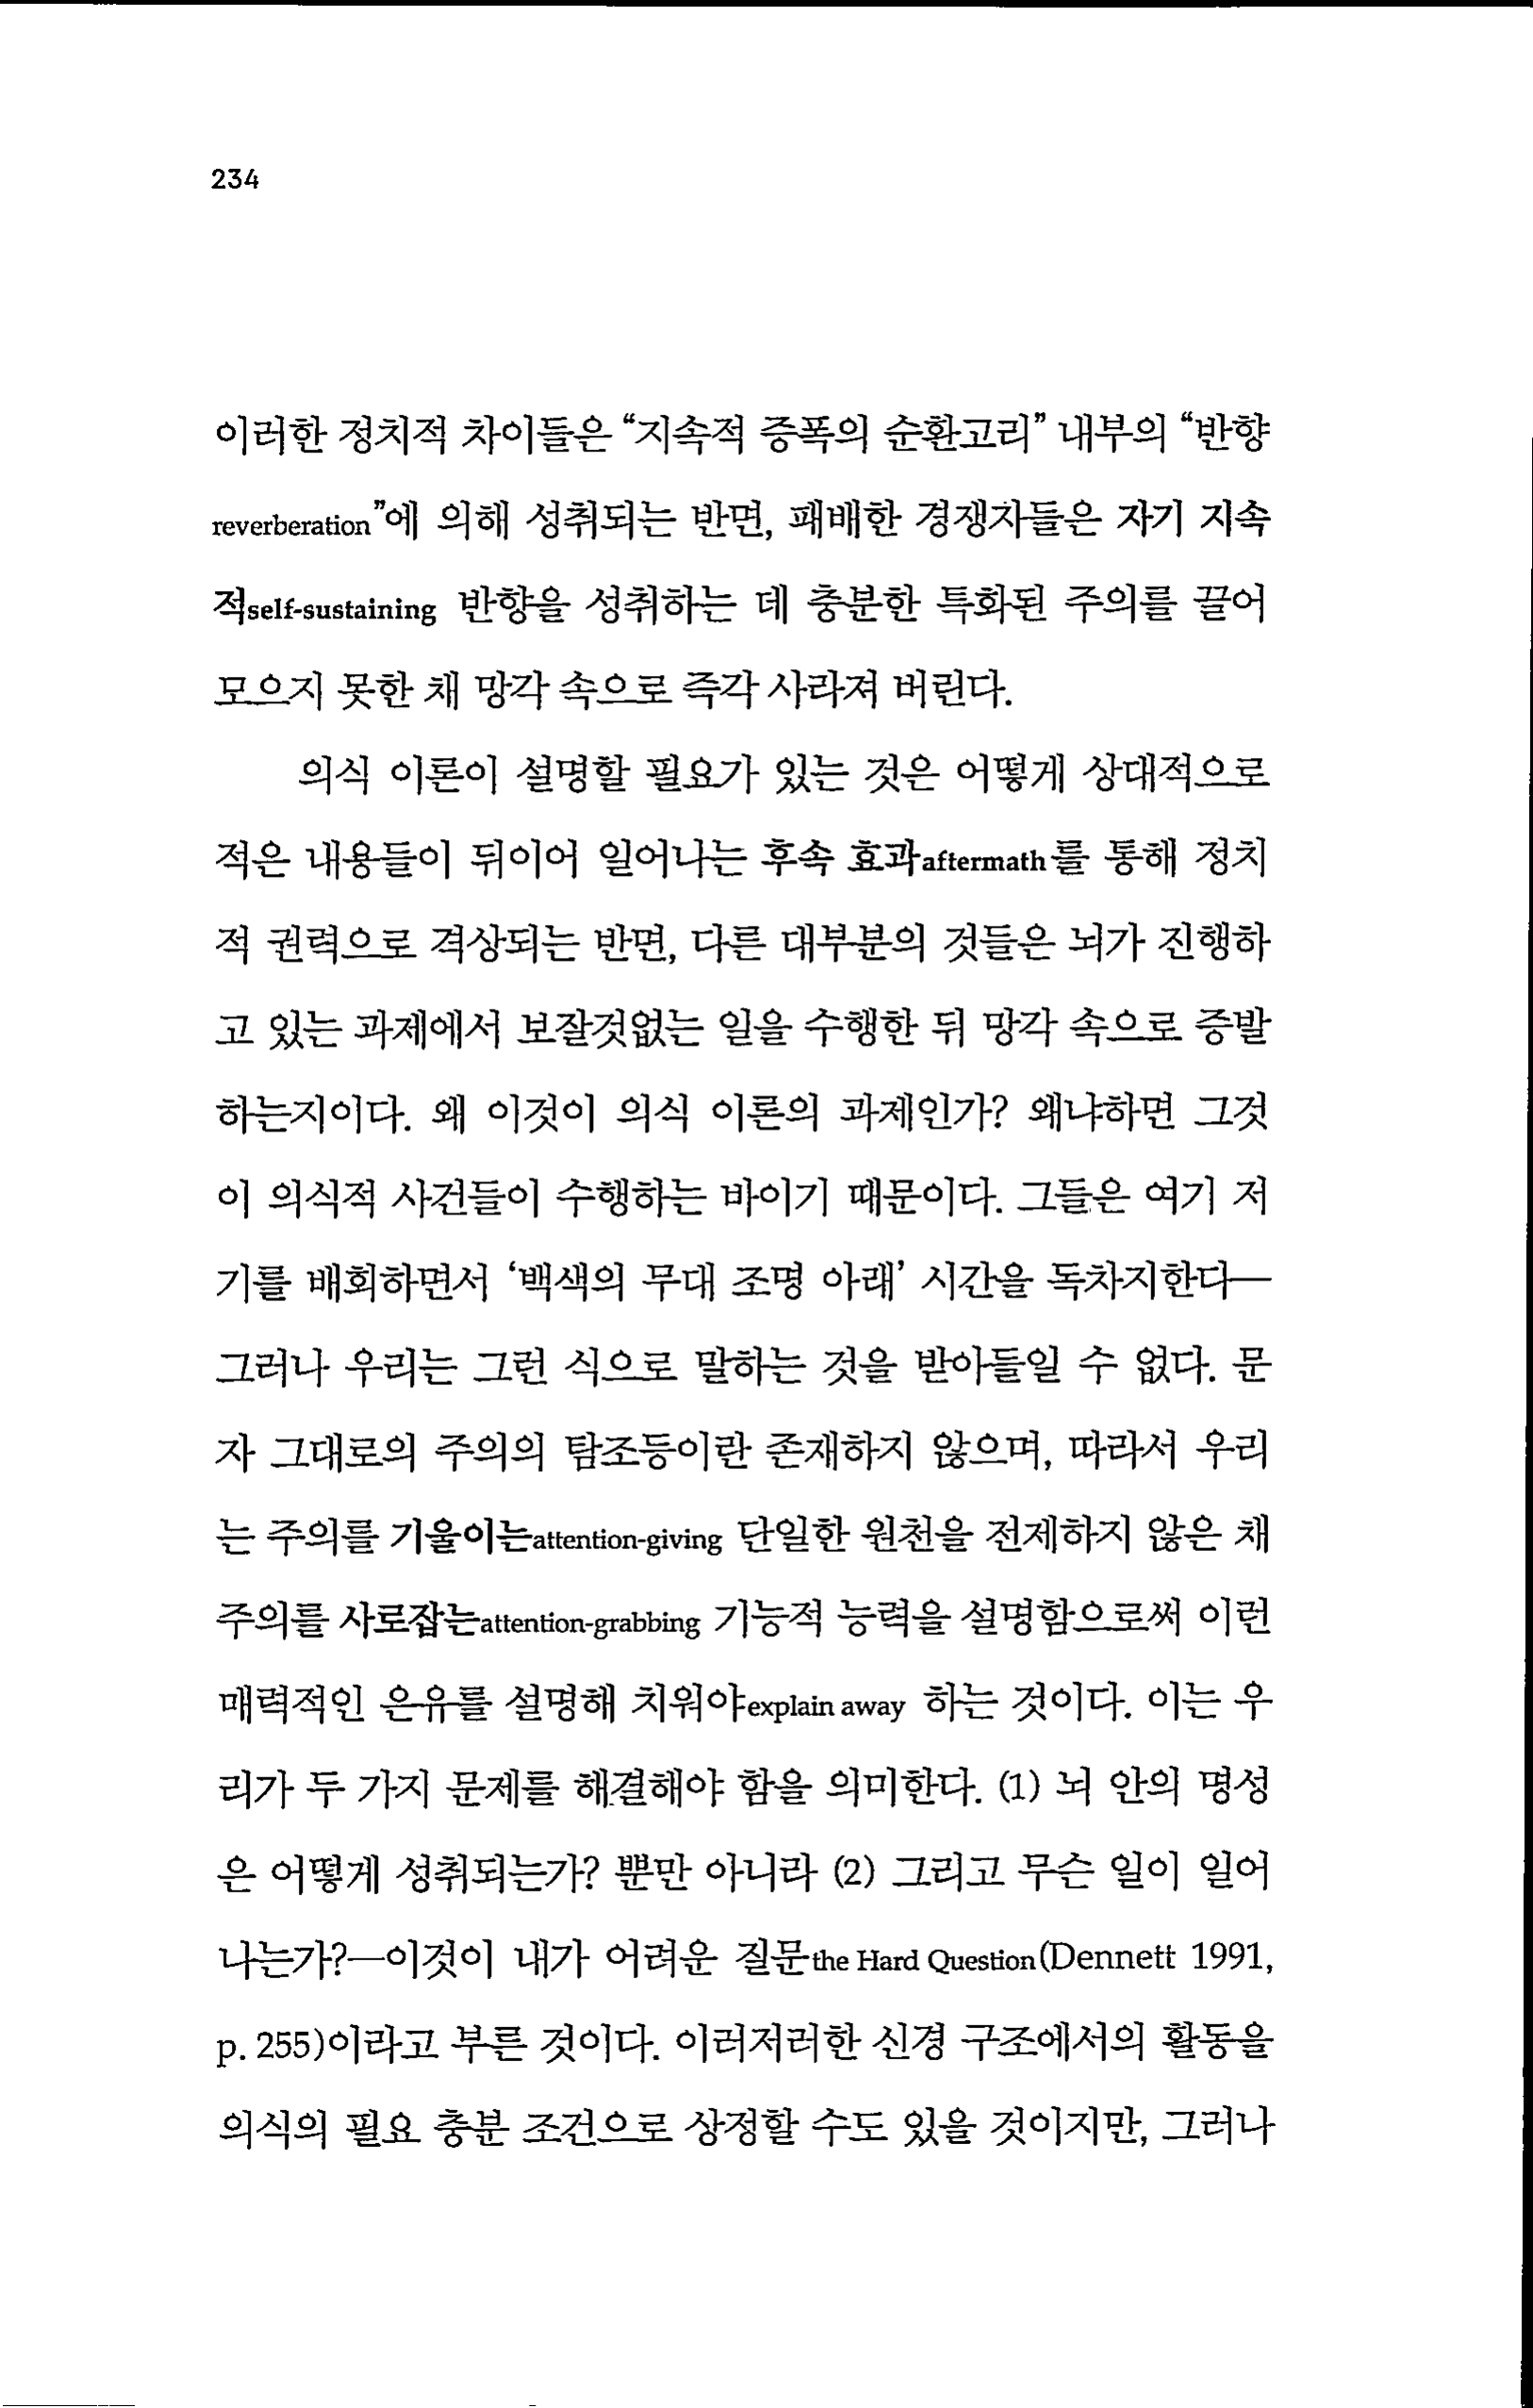 234
이러한 정치적 차이들은 “지속적 증폭의 순환고리” 내부의 “반향
reverberation”에 의해 성취되는 반면, 패배한 경쟁자들은 자기 지속
적self-sustaining 반향을 성취하는 데 충분한 특화된 주의를 끌어
모으지 못한 채 망각 속으로 즉각 사라져 버린다.
의식 이론이 설명할 필요가 있는 것은 어떻게 상대적으로
적은 내용들이 뒤이어 일어나는 후속 효과aftermath를 통해 정치
적 권력으로 격상되는 반면, 다른 대부분의 것들은 뇌가 진행하
고 있는 과제에서 보잘것없는 일을 수행한 뒤 망각 속으로 증발
하는지이다. 왜 이것이 의식 이론의 과제인가? 왜냐하면 그것
이 의식적 사건들이 수행하는 바이기 때문이다. 그들은 여기 저
기를 배회하면서 ‘백색의 무대 조명 아래’ 시간을 독차지한다—
그러나 우리는 그런 식으로 말하는 것을 받아들일 수 없다. 문
자 그대로의 주의의 탐조등이란 존재하지 않으며, 따라서 우리
는 주의를 기울이는attention-giving 단일한 원천을 전제하지 않은 채
주의를 사로잡는attention-grabbing 기능적 능력을 설명함으로써 이런
매력적인 은유를 설명해 치워야explain away 하는 것이다. 이는 우
리가 두 가지 문제를 해결해야 함을 의미한다. (1) 뇌 안의 명성
은 어떻게 성취되는가? 뿐만 아니라 (2) 그리고 무슨 일이 일어
나는가?—이것이 내가 어려운 질문the Hard Question(Dennett 1991,
p. 255)이라고 부른 것이다. 이러저러한 신경 구조에서의 활동을
의식의 필요 충분 조건으로 상정할 수도 있을 것이지만, 그러나